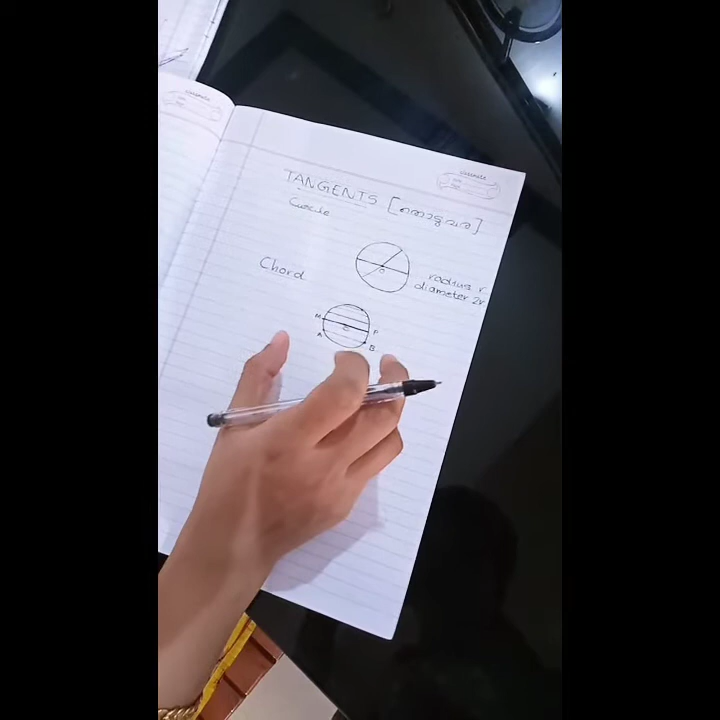 TANGENTS [തൊടുവര]
Circle
O
radius r
Chord
diameter 2r
M
C
P
A
B